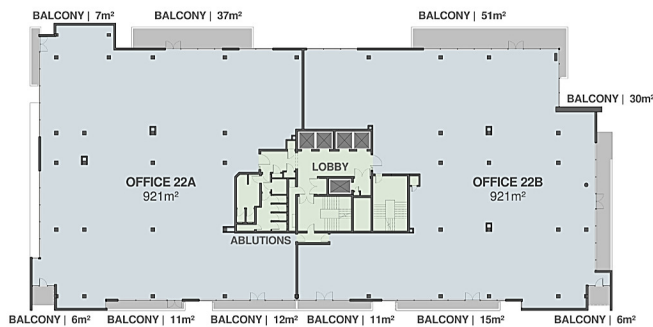 BALCONY | 7m²
BALCONY | 37m²
BALCONY | 51m²
BALCONY | 30m²
LOBBY
OFFICE 22A
921m²
OFFICE 22B
921m²
ABLUTIONS
BALCONY | 6m²
BALCONY | 11m²
BALCONY | 12m²
BALCONY | 11m²
BALCONY | 15m²
BALCONY | 6m²